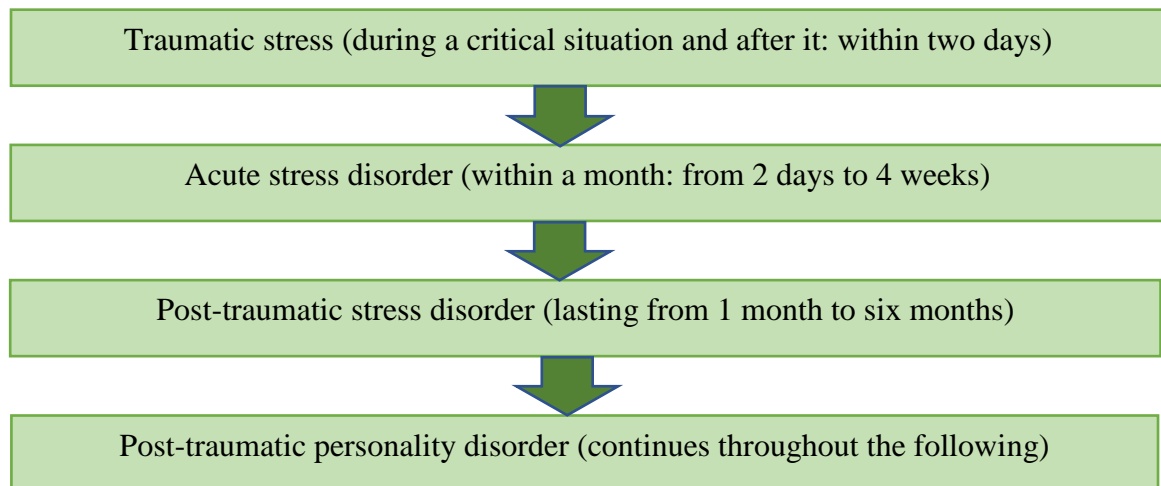 Traumatic stress (during a critical situation and after it: within two days)
Acute stress disorder (within a month: from 2 days to 4 weeks)
Post-traumatic stress disorder (lasting from 1 month to six months)
Post-traumatic personality disorder (continues throughout the following)